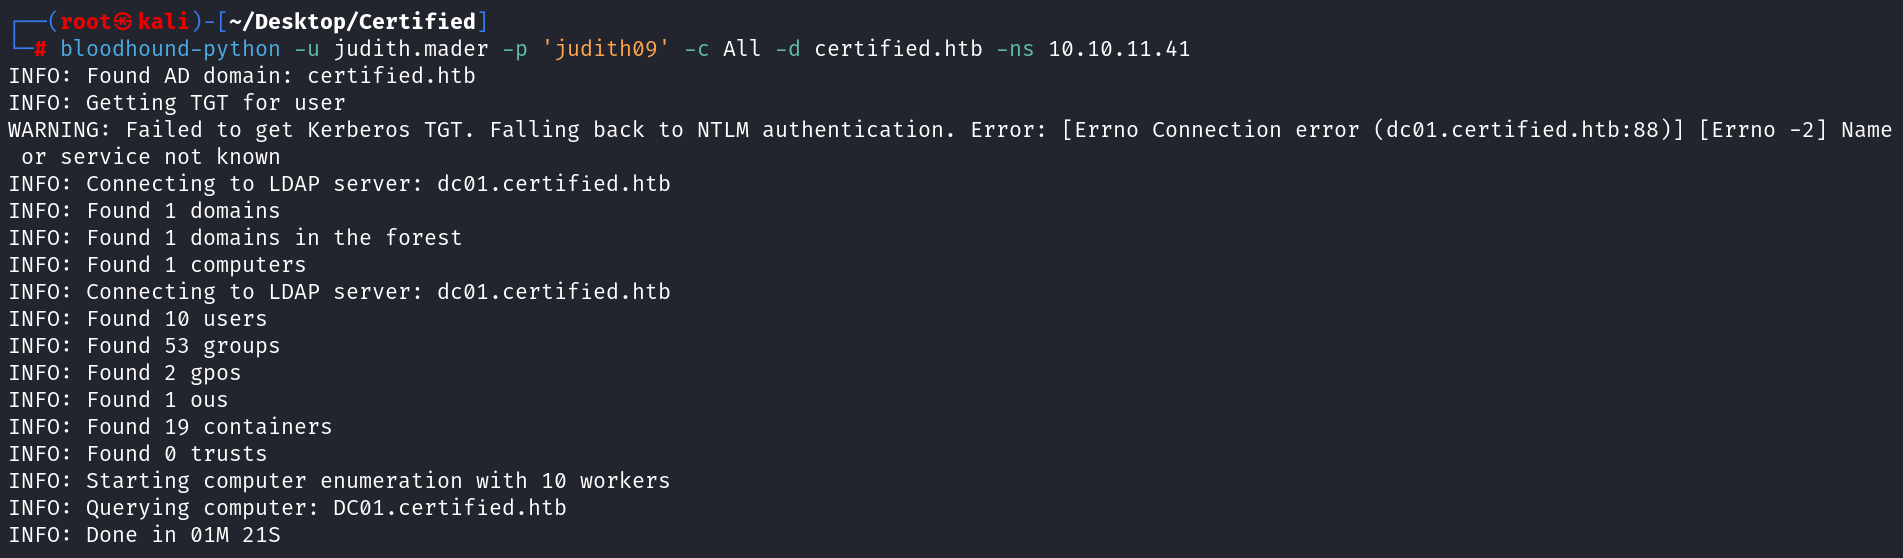 ┌──(root㉿kali)-[~/Desktop/Certified]
└─# bloodhound-python -u judith.mader -p 'judith09' -c All -d certified.htb -ns 10.10.11.41
INFO: Found AD domain: certified.htb
INFO: Getting TGT for user
WARNING: Failed to get Kerberos TGT. Falling back to NTLM authentication. Error: [Errno Connection error (dc01.certified.htb:88)] [Errno -2] Name
 or service not known
INFO: Connecting to LDAP server: dc01.certified.htb
INFO: Found 1 domains
INFO: Found 1 domains in the forest
INFO: Found 1 computers
INFO: Connecting to LDAP server: dc01.certified.htb
INFO: Found 10 users
INFO: Found 53 groups
INFO: Found 2 gpos
INFO: Found 1 ous
INFO: Found 19 containers
INFO: Found 0 trusts
INFO: Starting computer enumeration with 10 workers
INFO: Querying computer: DC01.certified.htb
INFO: Done in 01M 21S